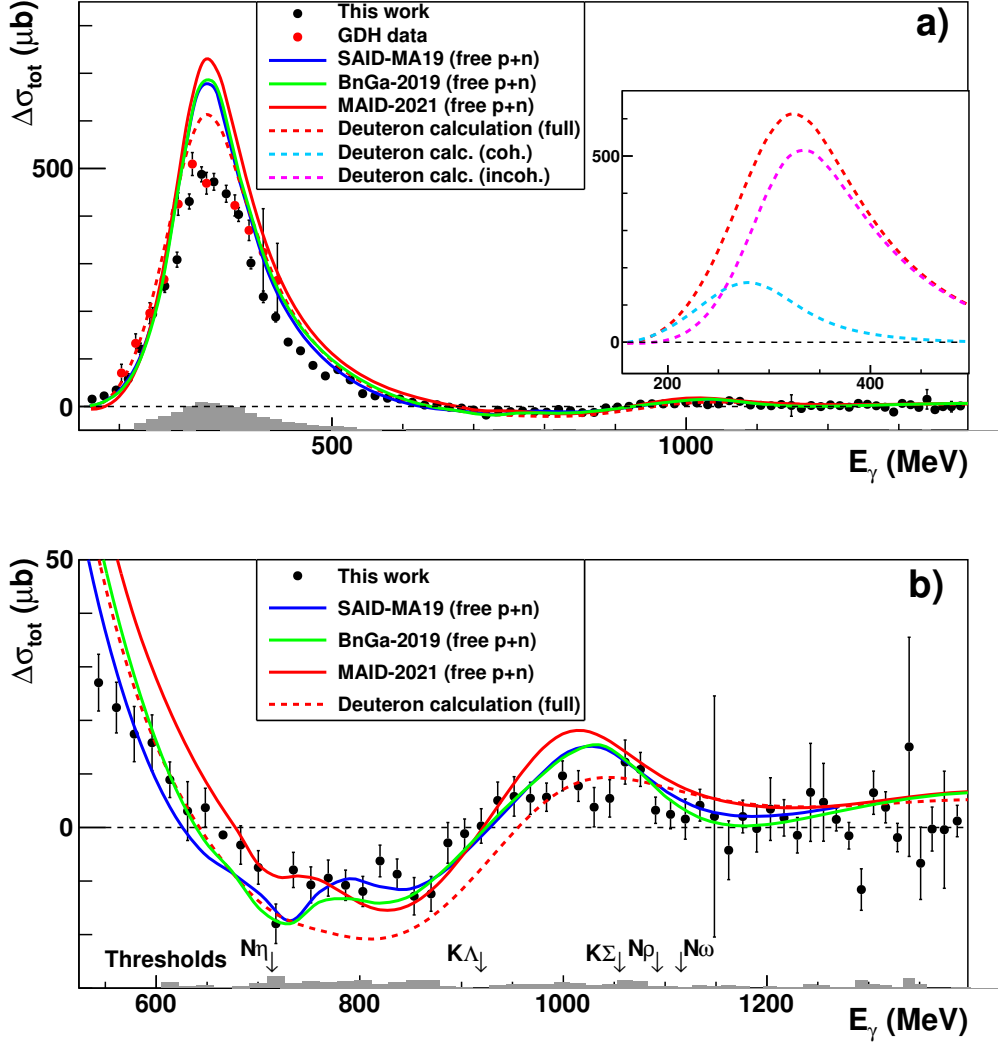 a)
Δσtot (μb)
This work
GDH data
SAID-MA19 (free p+n)
BnGa-2019 (free p+n)
MAID-2021 (free p+n)
Deuteron calculation (full)
Deuteron calc. (coh.)
Deuteron calc. (incoh.)
500
0
500
0
200 400
500 1000
Eγ (MeV)
b)
Δσtot (μb)
50
This work
SAID-MA19 (free p+n)
BnGa-2019 (free p+n)
MAID-2021 (free p+n)
Deuteron calculation (full)
0
Thresholds Nη KΛ KΣ Nρ Nω
600 800 1000 1200
Eγ (MeV)